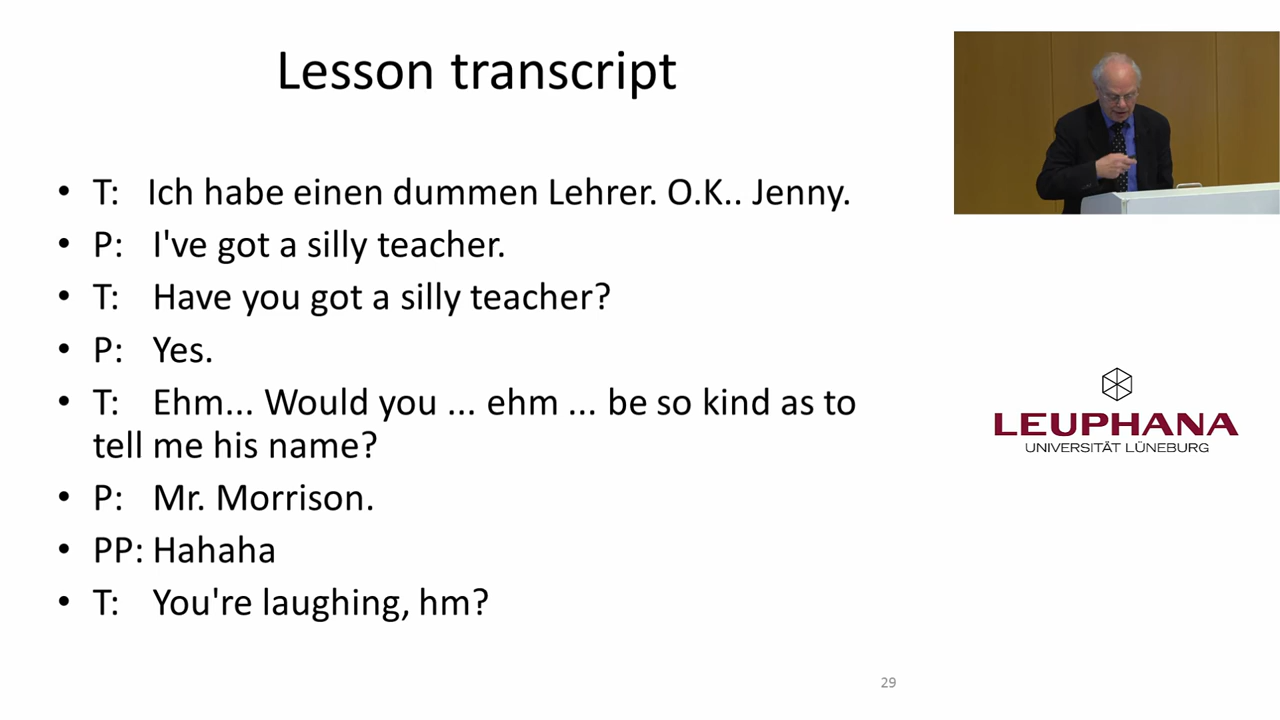 Lesson transcript
• T: Ich habe einen dummen Lehrer. O.K.. Jenny.
• P: I've got a silly teacher.
• T: Have you got a silly teacher?
• P: Yes.
• T: Ehm... Would you ... ehm ... be so kind as to
tell me his name?
• P: Mr. Morrison.
• PP: Hahaha
• T: You're laughing, hm?
29
LEUPHANA
UNIVERSITÄT LÜNEBURG